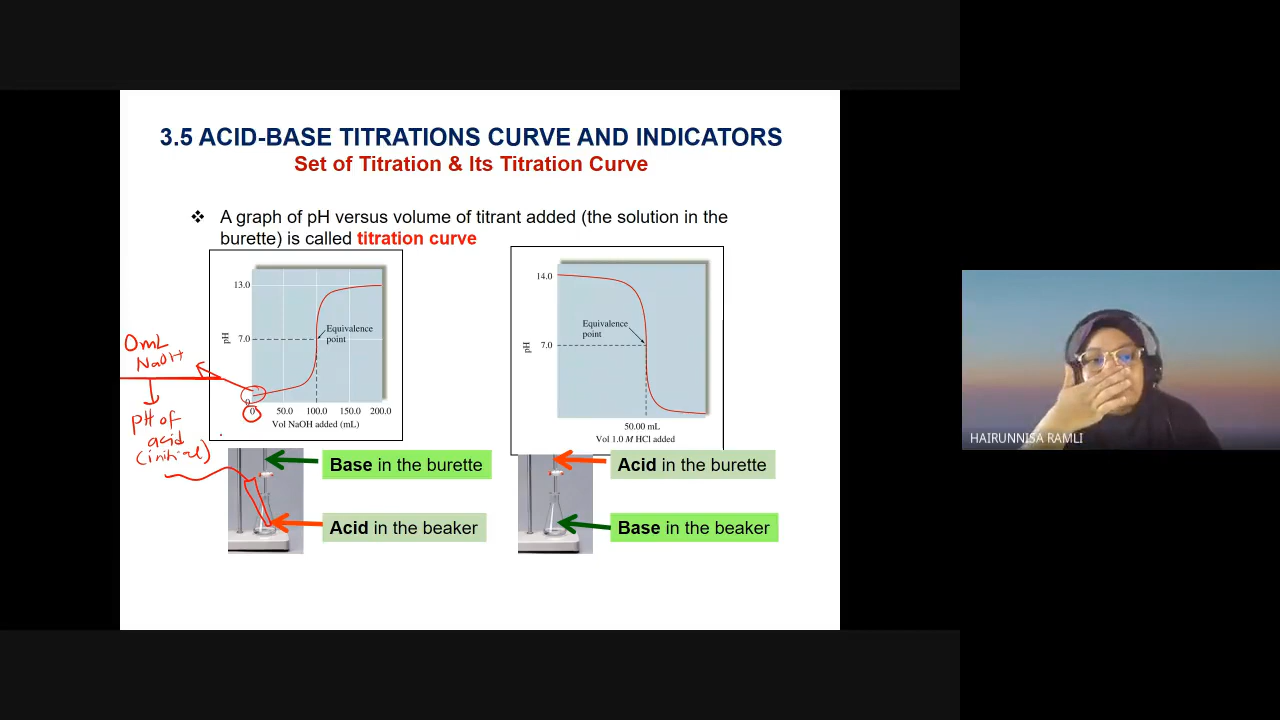 3.5 ACID-BASE TITRATIONS CURVE AND INDICATORS
Set of Titration & Its Titration Curve
❖ A graph of pH versus volume of titrant added (the solution in the
burette) is called titration curve
13.0
7.0
0
pH
Equivalence
point
0 50.0 100.0 150.0 200.0
Vol NaOH added (mL)
14.0
7.0
pH
Equivalence
point
50.00 mL
Vol 1.0 M HCl added
0mL
NaOH
pH of
acid
(initial)
Base in the burette
Acid in the beaker
Acid in the burette
Base in the beaker
HAIRUNNISA RAMLI